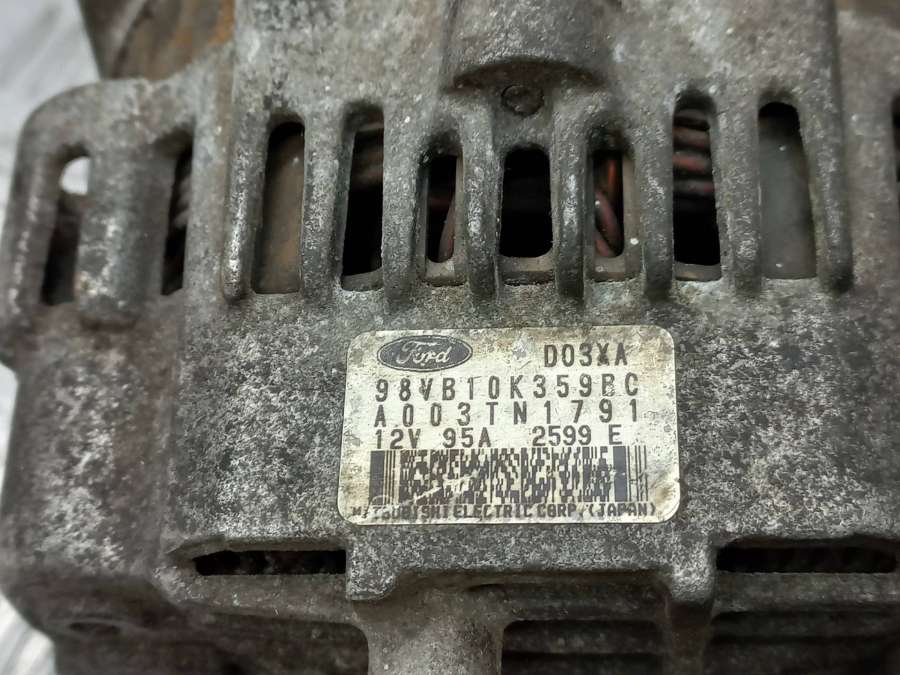 Ford D03XA
98VB10K359BC
A003TN1791
12V 95A 2599 E
MITSUBISHI ELECTRIC CORP. (JAPAN)